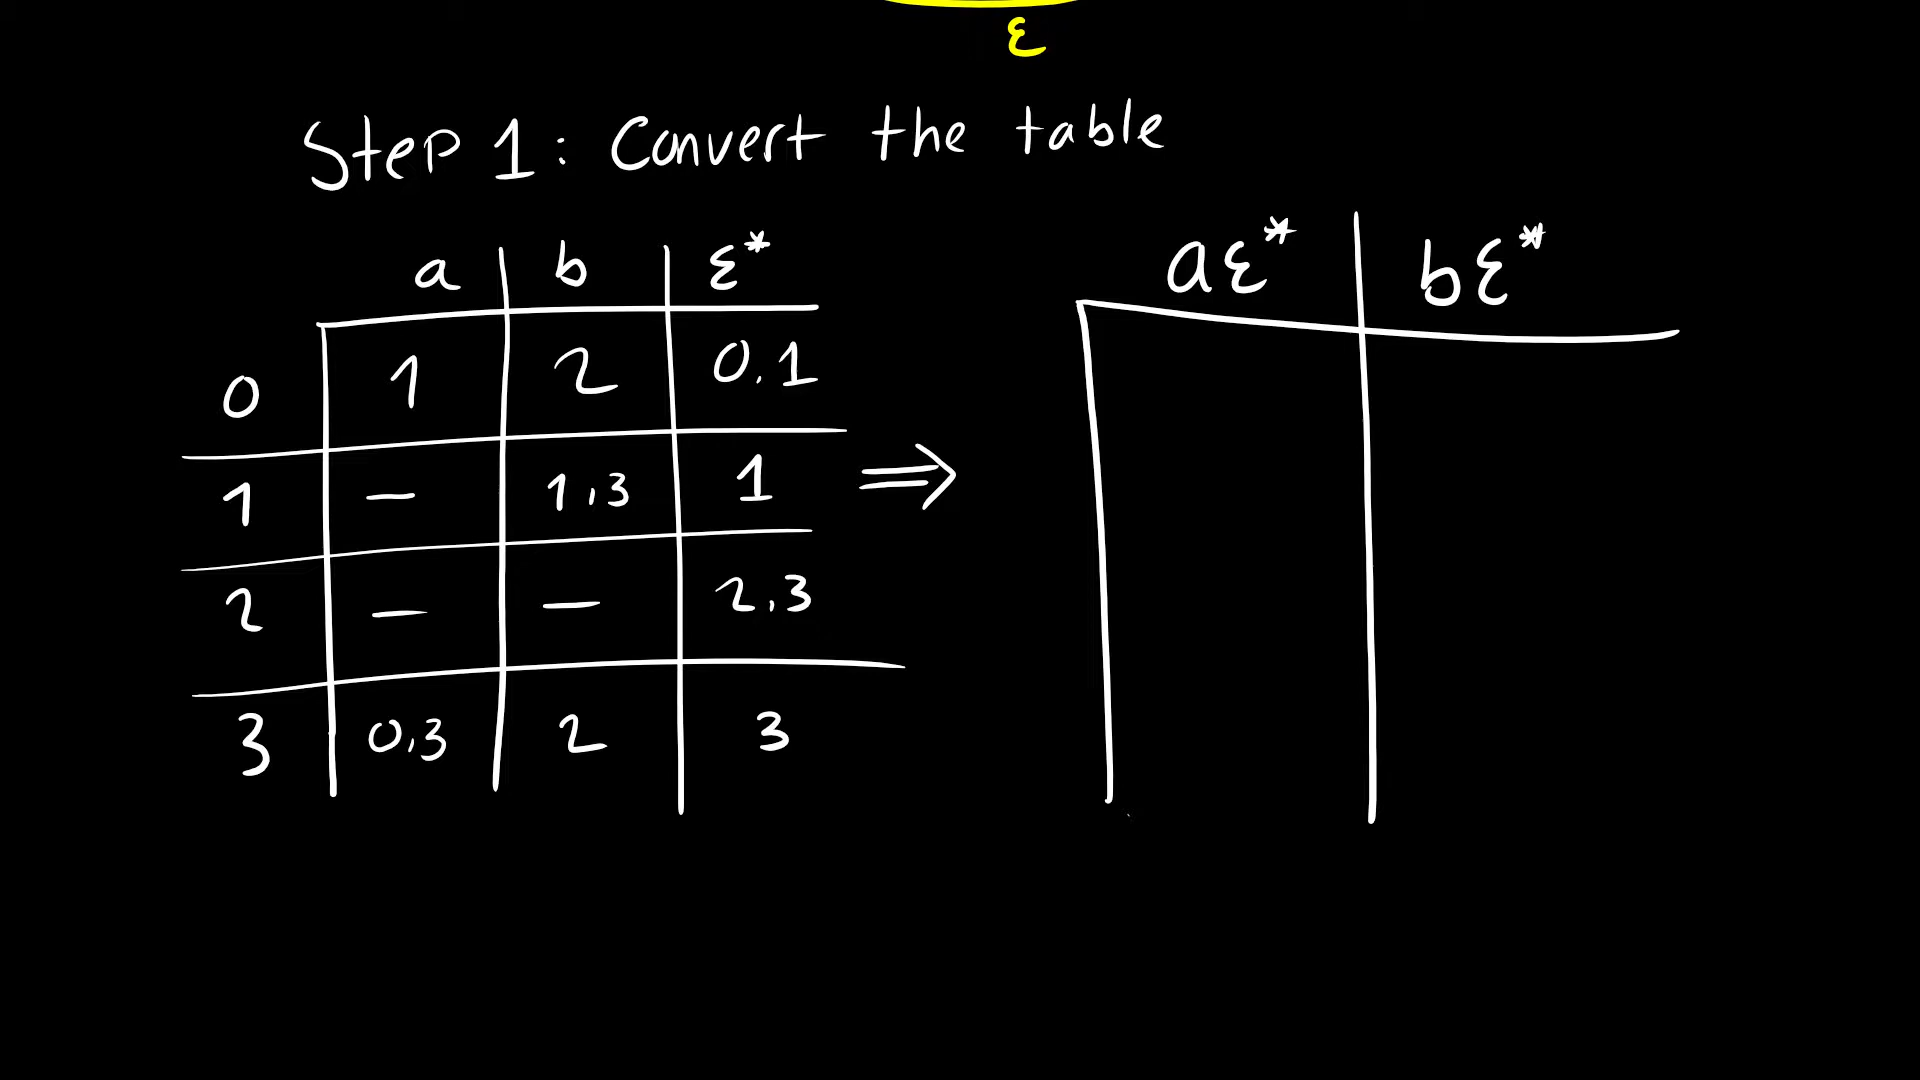 ε
Step 1: Convert the table
a b ε*
0 1 2 0.1
1 — 1,3 1
2 — — 2,3
3 0,3 2 3
⇒
aε* bε*